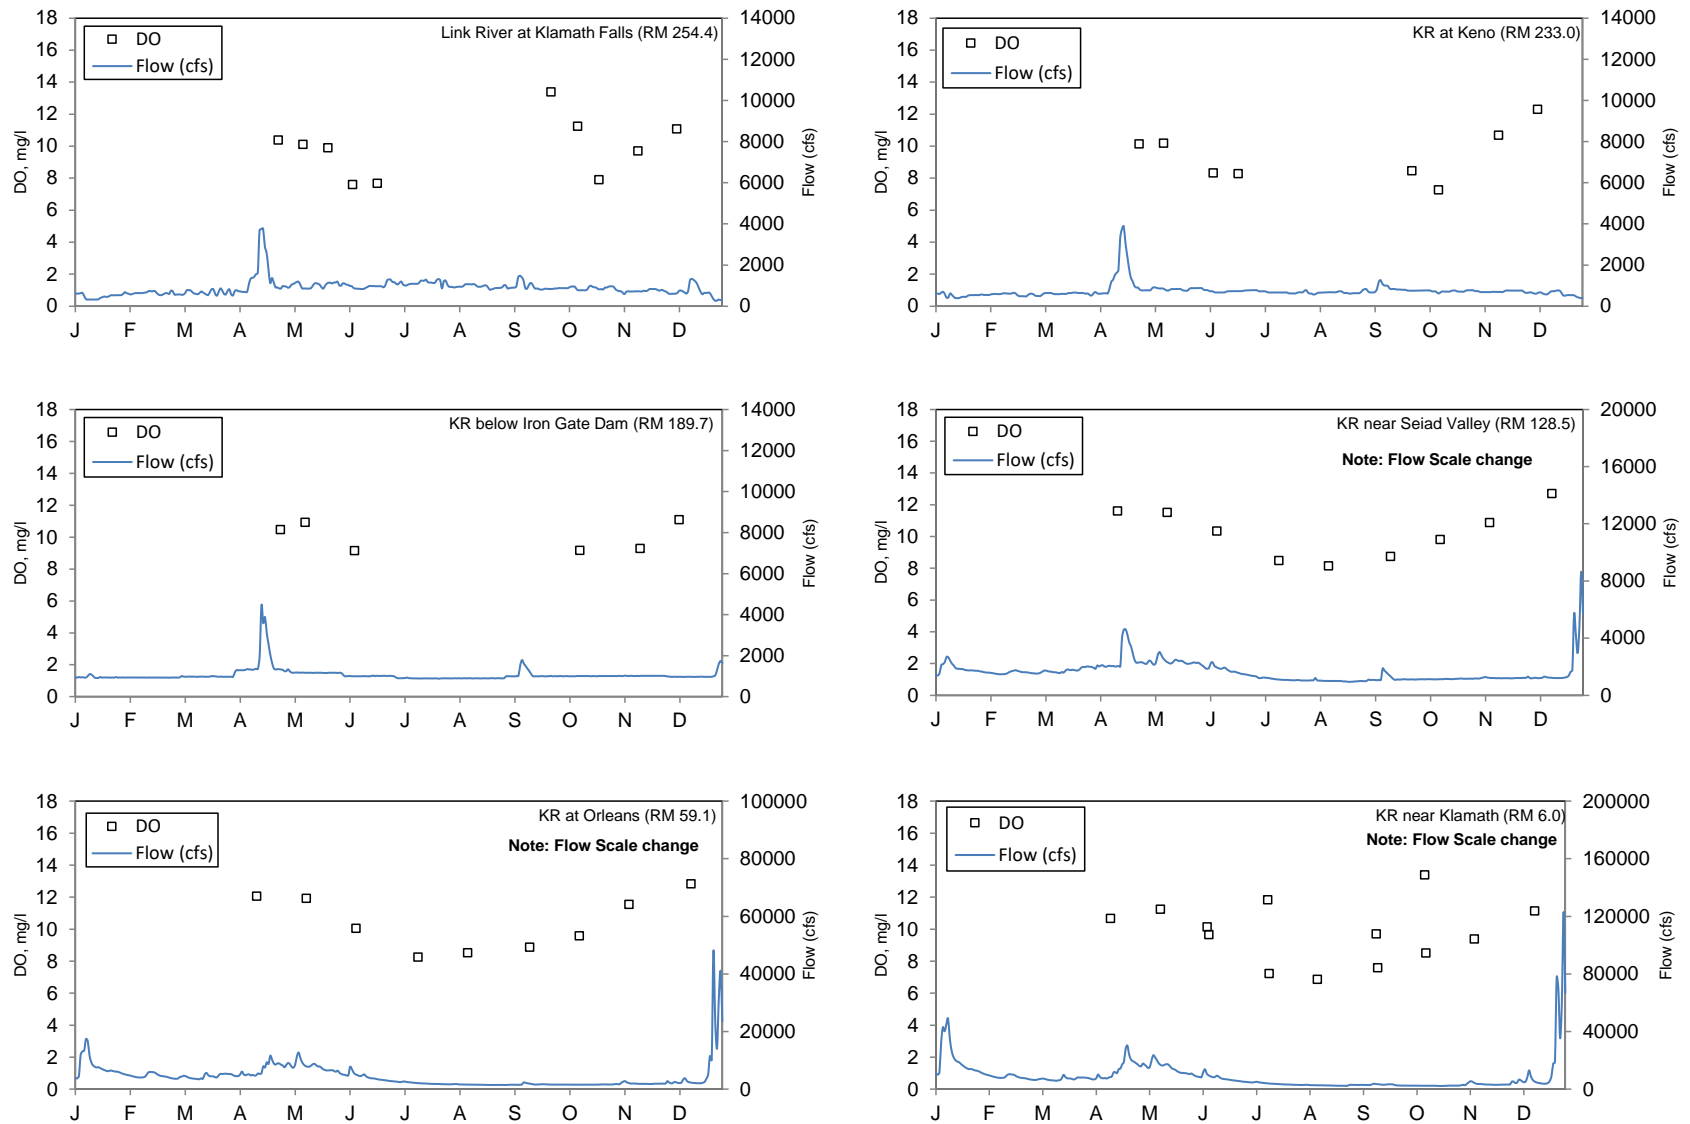 Link River at Klamath Falls (RM 254.4)
DO
Flow (cfs)
18
16
14
12
10
8
6
4
2
0
DO, mg/l
14000
12000
10000
8000
6000
4000
2000
0
Flow (cfs)
J F M A M J J A S O N D
KR at Keno (RM 233.0)
DO
Flow (cfs)
18
16
14
12
10
8
6
4
2
0
DO, mg/l
14000
12000
10000
8000
6000
4000
2000
0
Flow (cfs)
J F M A M J J A S O N D
KR below Iron Gate Dam (RM 189.7)
DO
Flow (cfs)
18
16
14
12
10
8
6
4
2
0
DO, mg/l
14000
12000
10000
8000
6000
4000
2000
0
Flow (cfs)
J F M A M J J A S O N D
KR near Seiad Valley (RM 128.5)
Note: Flow Scale change
DO
Flow (cfs)
18
16
14
12
10
8
6
4
2
0
DO, mg/l
20000
16000
12000
8000
4000
0
Flow (cfs)
J F M A M J J A S O N D
KR at Orleans (RM 59.1)
Note: Flow Scale change
DO
Flow (cfs)
18
16
14
12
10
8
6
4
2
0
DO, mg/l
100000
80000
60000
40000
20000
0
Flow (cfs)
J F M A M J J A S O N D
KR near Klamath (RM 6.0)
Note: Flow Scale change
DO
Flow (cfs)
18
16
14
12
10
8
6
4
2
0
DO, mg/l
200000
160000
120000
80000
40000
0
Flow (cfs)
J F M A M J J A S O N D